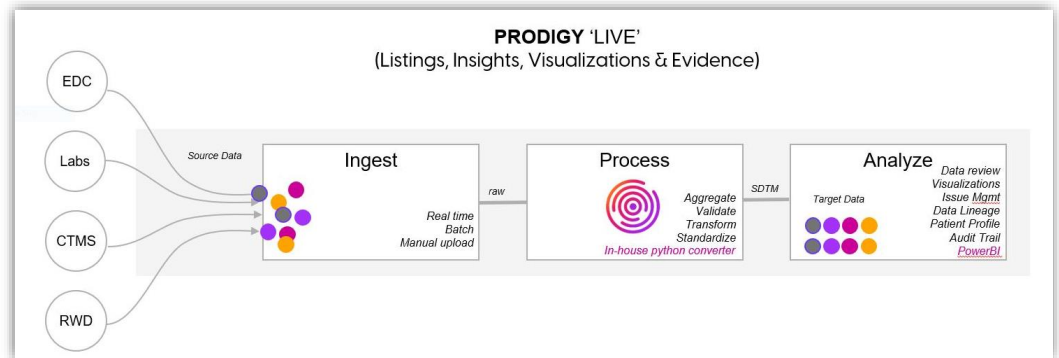 PRODIGY ‘LIVE’
(Listings, Insights, Visualizations & Evidence)
EDC
Labs
CTMS
RWD
Source Data
Ingest
Real time
Batch
Manual upload
raw
Process
Aggregate
Validate
Transform
Standardize
In-house python converter
SDTM
Analyze
Target Data
Data review
Visualizations
Issue Mgmt
Data Lineage
Patient Profile
Audit Trail
PowerBI